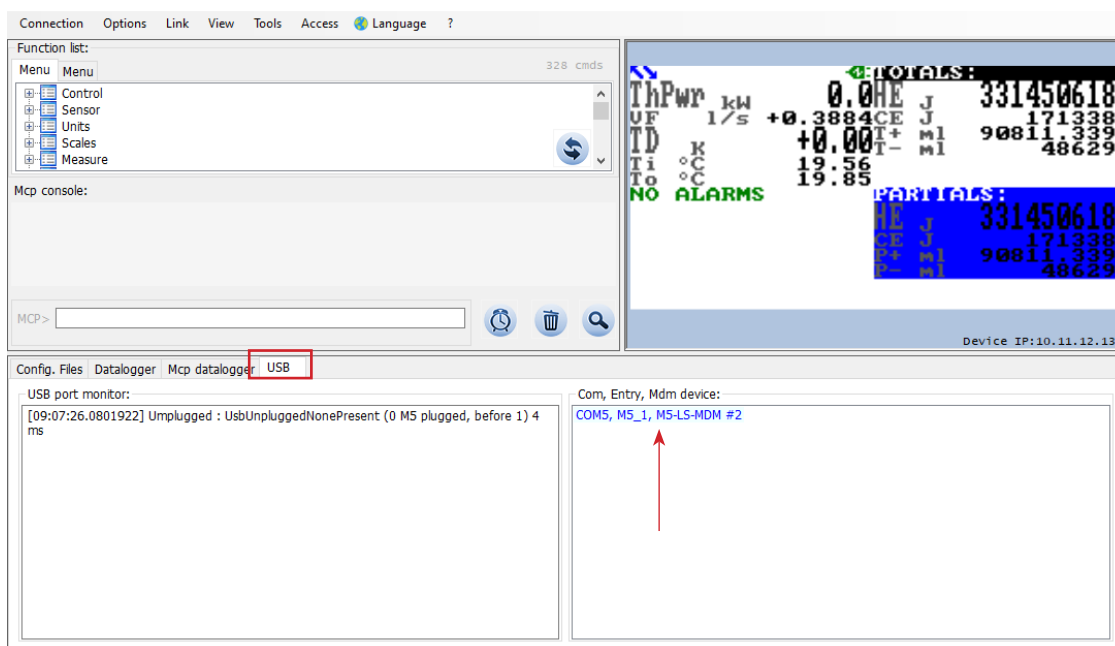 Connection Options Link View Tools Access Language ?
Function list:
Menu Menu 328 cmds
Control
Sensor
Units
Scales
Measure
Mcp console:
MCP>
ThPwr kW 0.0
VF l/s +0.3884
TD K +0.00
Ti °C 19.56
To °C 19.85
NO ALARMS
TOTALS:
HE J 331450618
CE J 171338
T+ ml 90811.339
T- ml 48629
PARTIALS:
HE J 331450618
CE J 171338
P+ ml 90811.339
P- ml 48629
Device IP:10.11.12.13
Config. Files Datalogger Mcp datalogger USB
USB port monitor:
[09:07:26.0801922] Umplugged : UsbUnpluggedNonePresent (0 M5 plugged, before 1) 4
ms
Com, Entry, Mdm device:
COM5, M5_1, M5-LS-MDM #2